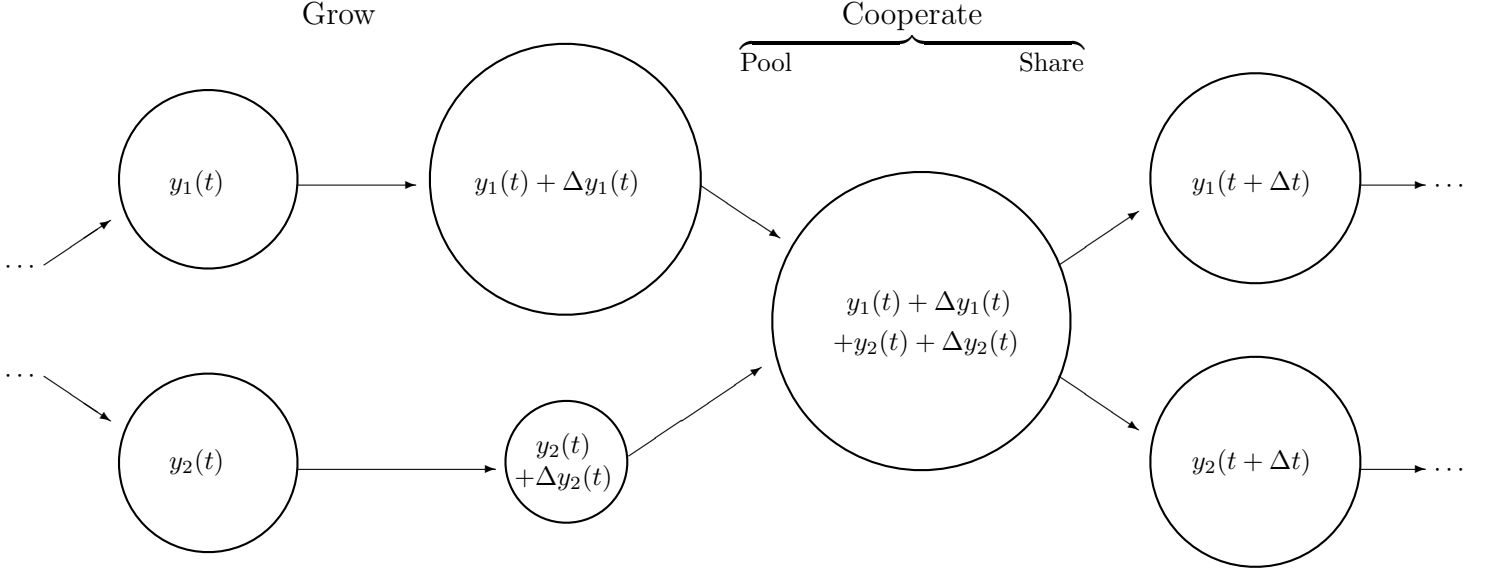 Grow
Cooperate
Pool
Share
y₁(t)
y₁(t) + Δy₁(t)
y₁(t + Δt)
...
...
y₁(t) + Δy₁(t)
+y₂(t) + Δy₂(t)
...
y₂(t)
y₂(t)
+Δy₂(t)
y₂(t + Δt)
...